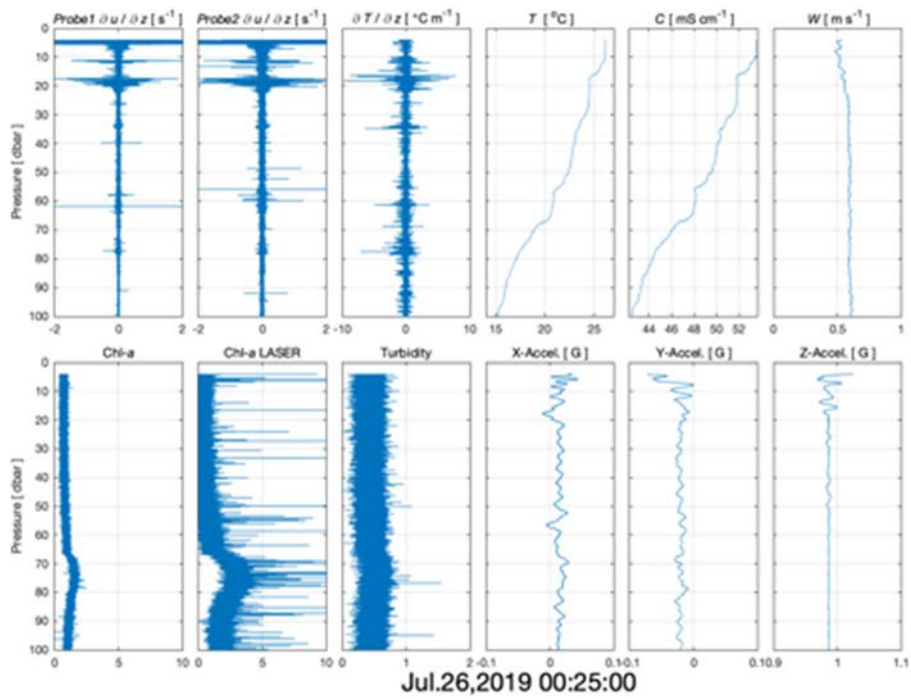 Probe1 ∂ u / ∂ z [ s⁻¹] Probe2 ∂ u / ∂ z [ s⁻¹] ∂ T / ∂ z [ °C m⁻¹] T [ ⁰C] C [ mS cm⁻¹] W [ m s⁻¹]
0
10
20
30
40
50
60
70
80
90
100
Pressure [ dbar]
-2 0 2
-2 0 2
-10 0 10
15 20 25
44 46 48 50 52
0 0.5 1
Chl-a Chl-a LASER Turbidity X-Accel. [ G] Y-Accel. [ G] Z-Accel. [ G]
0
10
20
30
40
50
60
70
80
90
100
Pressure [ dbar]
0 5 10
0 5 10
0 1 2
-0.1 0 0.1
-0.1 0 0.1
0.9 1 1.1
Jul.26,2019 00:25:00